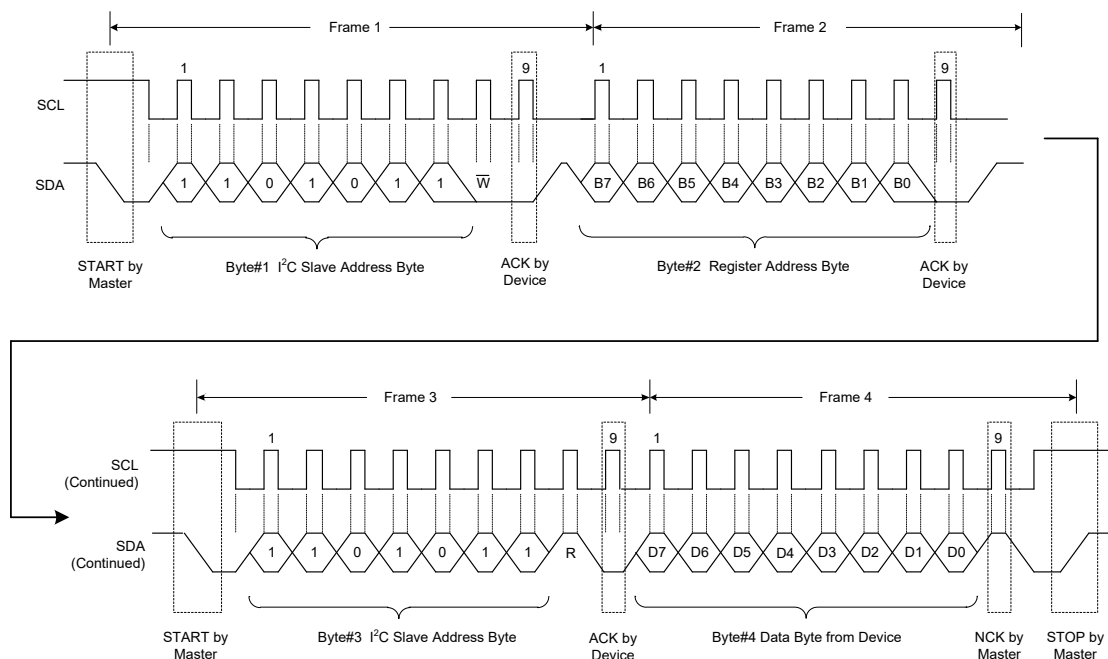 Frame 1 Frame 2
1 9 1 9
SCL
SDA 1 1 0 1 0 1 1 W̅ B7 B6 B5 B4 B3 B2 B1 B0
START by
Master
Byte#1 I²C Slave Address Byte
ACK by
Device
Byte#2 Register Address Byte
ACK by
Device
Frame 3 Frame 4
1 9 1 9
SCL
(Continued)
SDA
(Continued)
1 1 0 1 0 1 1 R D7 D6 D5 D4 D3 D2 D1 D0
START by
Master
Byte#3 I²C Slave Address Byte
ACK by
Device
Byte#4 Data Byte from Device
NCK by
Master
STOP by
Master